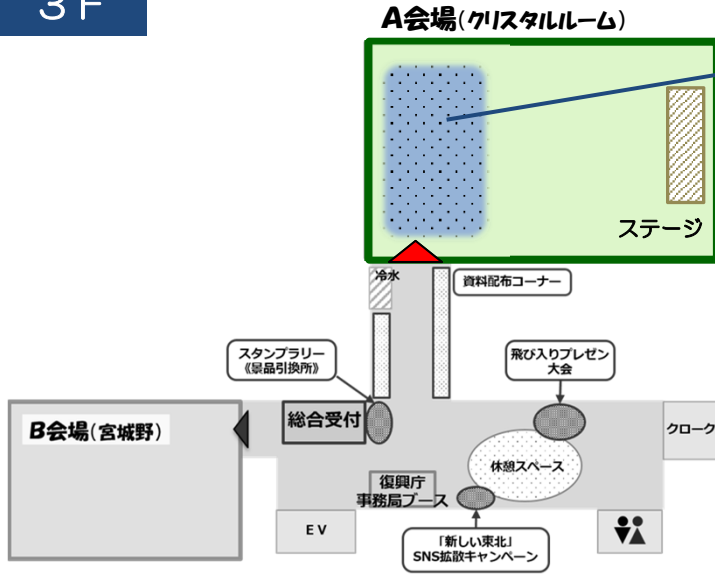 ３Ｆ
A会場(クリスタルルーム)
ステージ
冷水
資料配布コーナー
スタンプラリー
《景品引換所》
飛び入りプレゼン
大会
B会場(宮城野)
総合受付
クローク
休憩スペース
復興庁
事務局ブース
ＥＶ
「新しい東北」
SNS拡散キャンペーン